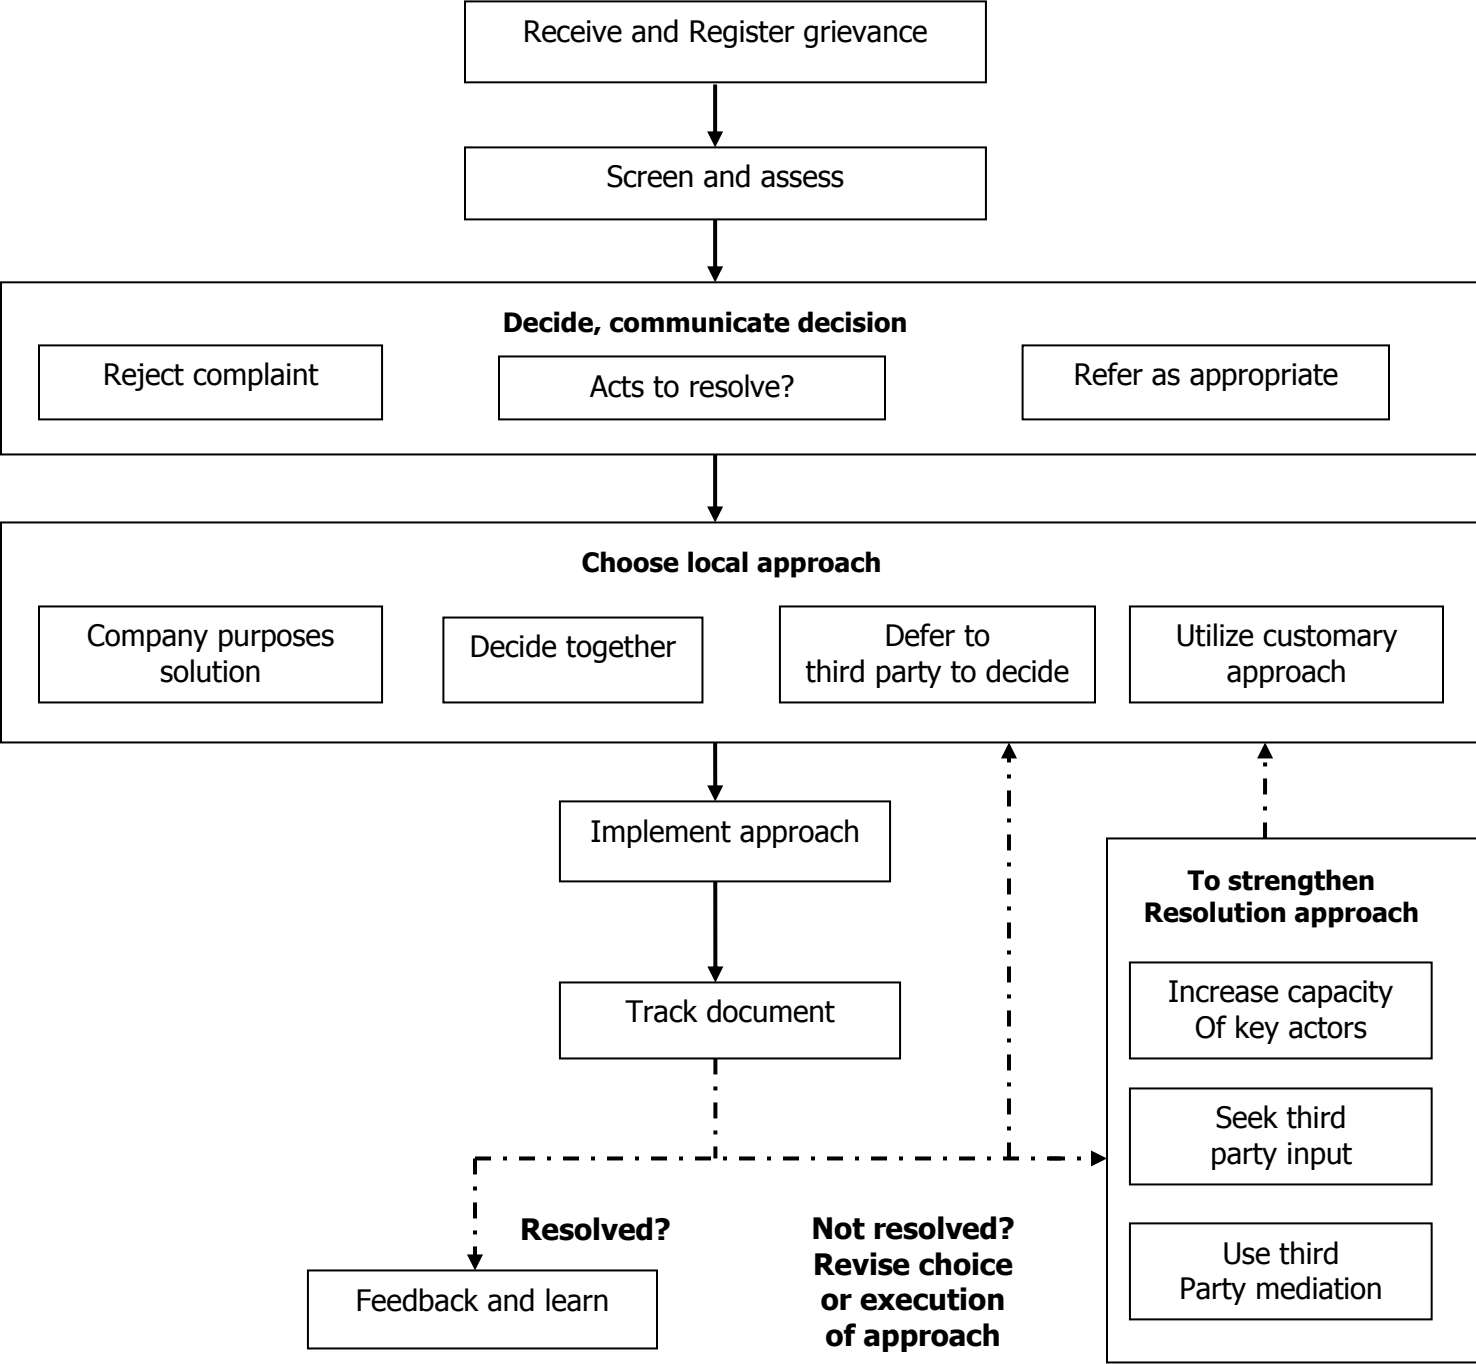 Receive and Register grievance
Screen and assess
Decide, communicate decision
Reject complaint
Acts to resolve?
Refer as appropriate
Choose local approach
Company purposes
solution
Decide together
Defer to
third party to decide
Utilize customary
approach
Implement approach
To strengthen
Resolution approach
Increase capacity
Of key actors
Track document
Seek third
party input
Resolved?
Not resolved?
Revise choice
or execution
of approach
Use third
Party mediation
Feedback and learn